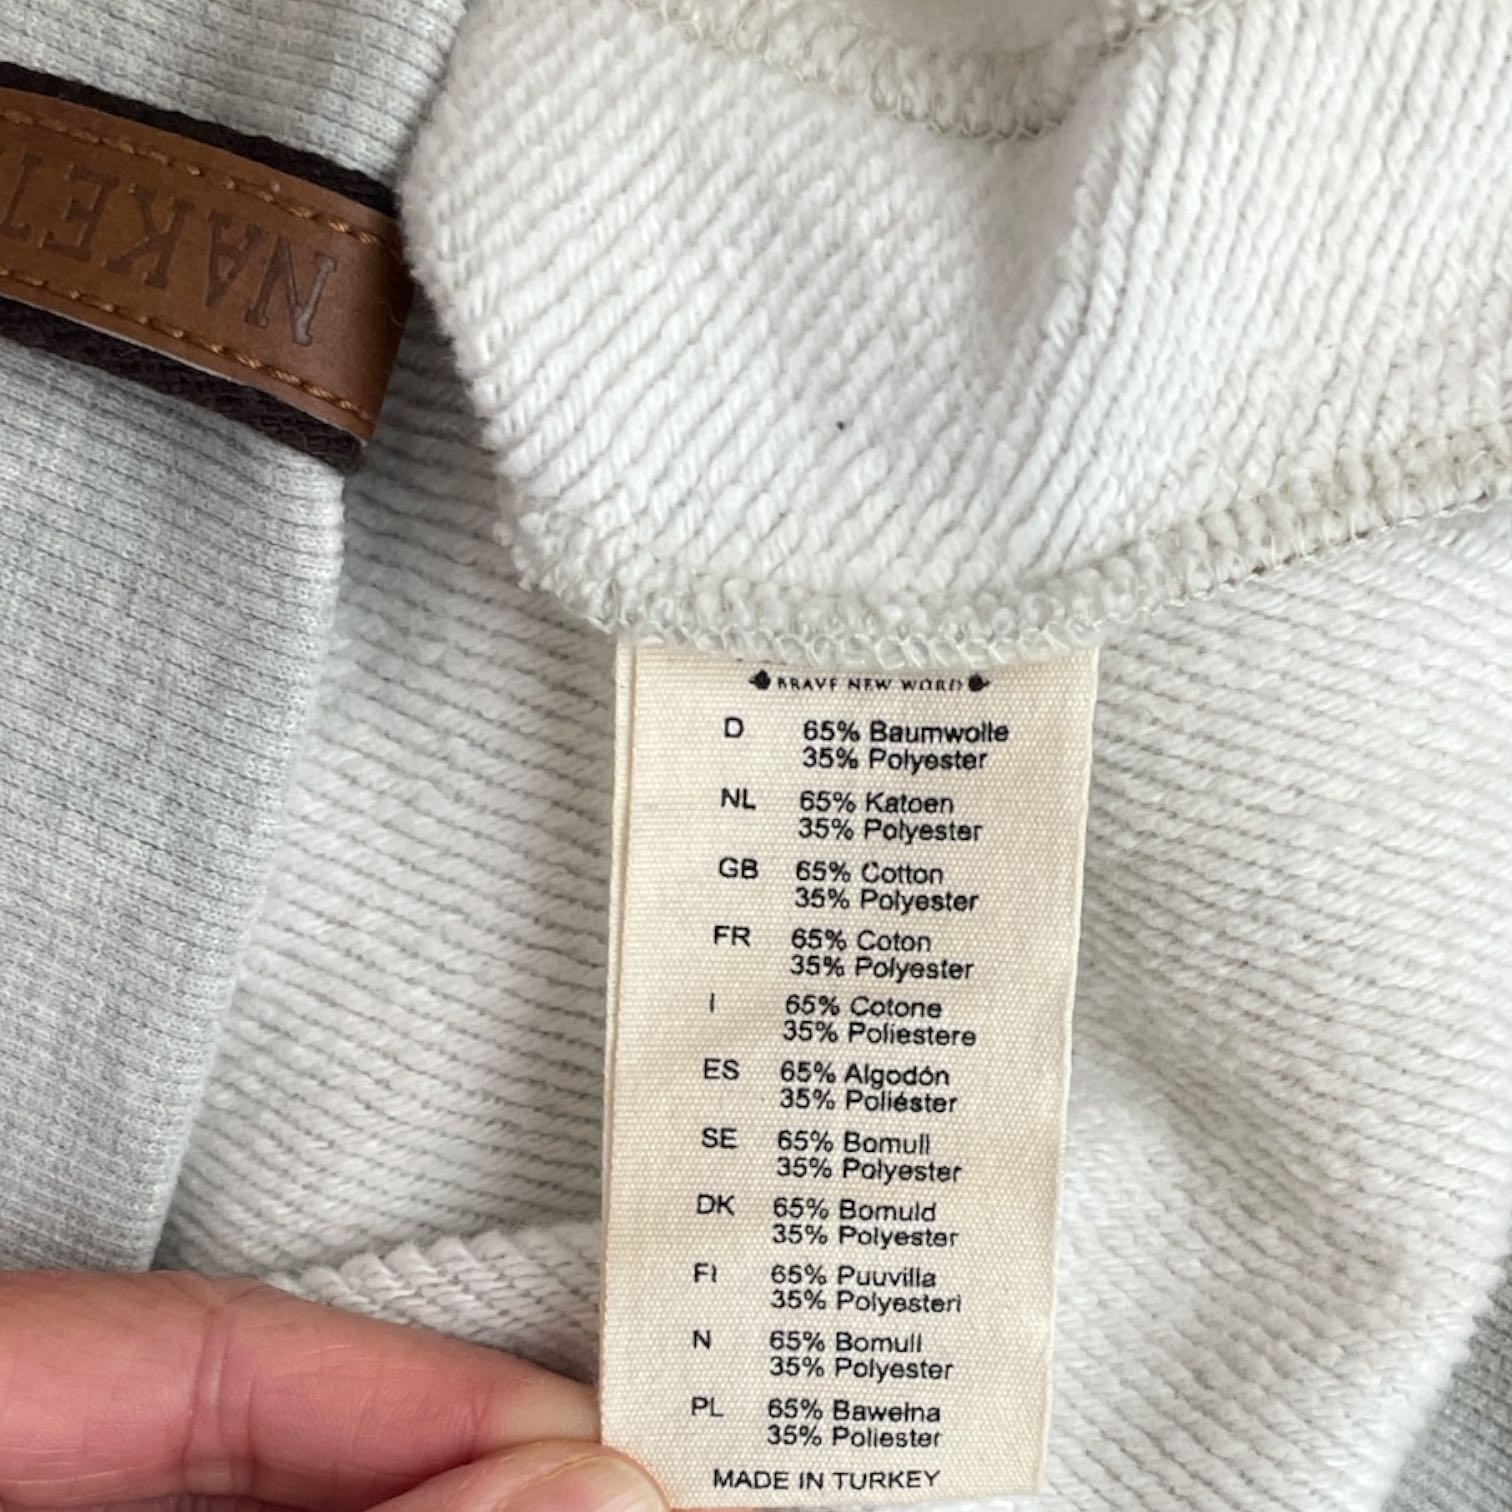 NAKET
BRAVE NEW WORD
D 65% Baumwolle
35% Polyester
NL 65% Katoen
35% Polyester
GB 65% Cotton
35% Polyester
FR 65% Coton
35% Polyester
I 65% Cotone
35% Poliestere
ES 65% Algodón
35% Poliéster
SE 65% Bomull
35% Polyester
DK 65% Bomuld
35% Polyester
FI 65% Puuvilla
35% Polyesteri
N 65% Bomull
35% Polyester
PL 65% Bawełna
35% Poliester
MADE IN TURKEY